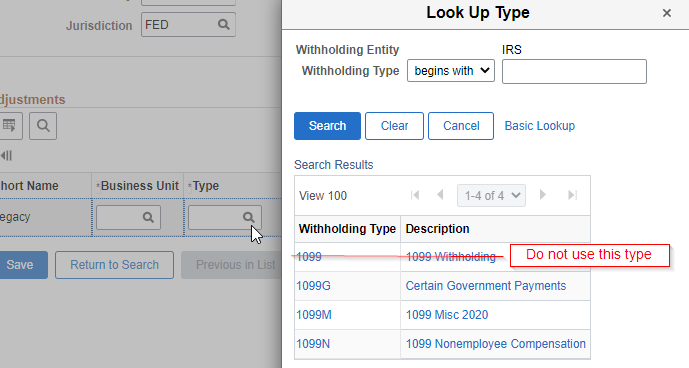 Jurisdiction FED
djustments
hort Name *Business Unit *Type
egacy
Save Return to Search Previous in List
Look Up Type ×
Withholding Entity IRS
Withholding Type begins with
Search Clear Cancel Basic Lookup
Search Results
View 100 1-4 of 4
Withholding Type Description
1099 1099 Withholding Do not use this type
1099G Certain Government Payments
1099M 1099 Misc 2020
1099N 1099 Nonemployee Compensation